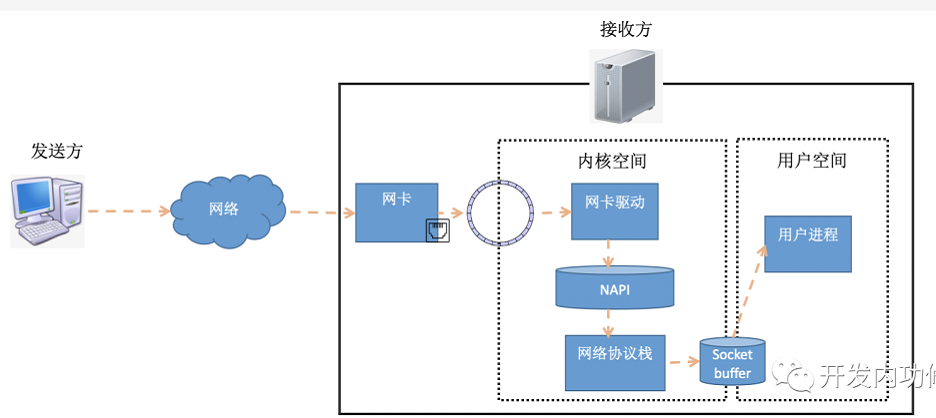 接收方
发送方
内核空间
用户空间
网络
网卡
网卡驱动
用户进程
NAPI
网络协议栈
Socket
buffer
开发内功